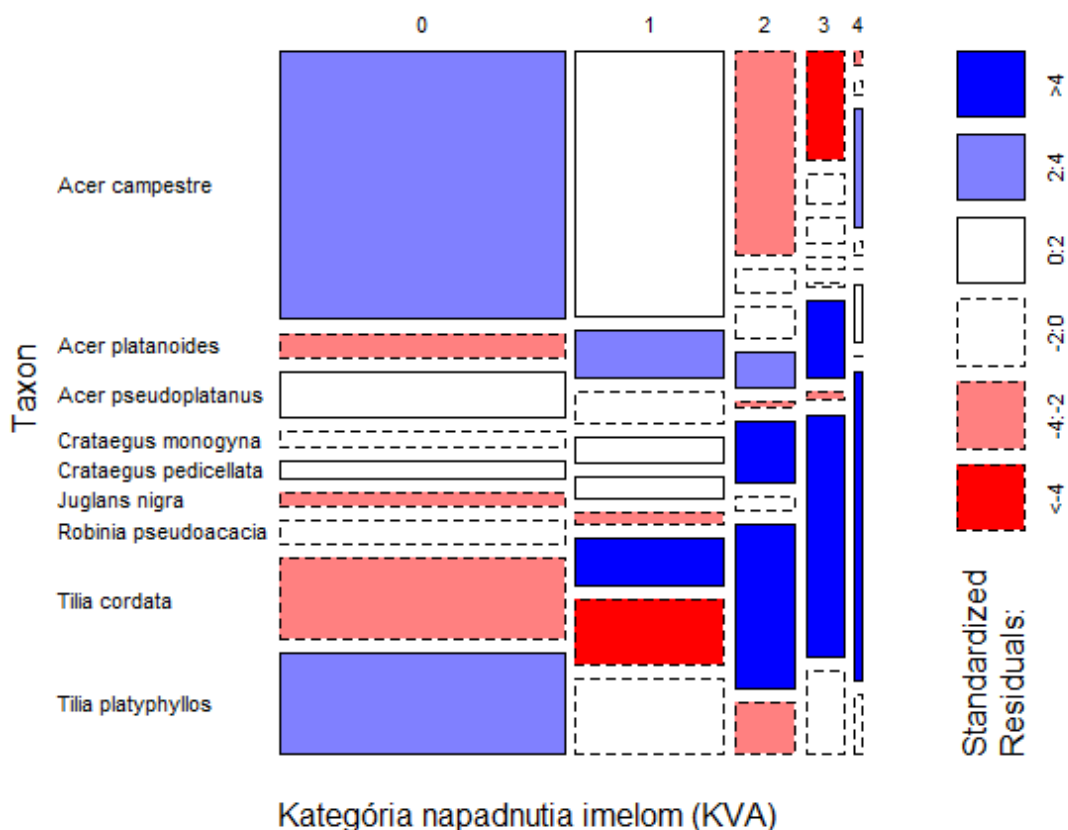 0 1 2 3 4
Acer campestre
Acer platanoides
Acer pseudoplatanus
Crataegus monogyna
Crataegus pedicellata
Juglans nigra
Robinia pseudoacacia
Tilia cordata
Tilia platyphyllos
Taxon
Kategória napadnutia imelom (KVA)
>4
2:4
0:2
-2:0
-4:-2
<-4
Standardized
Residuals: